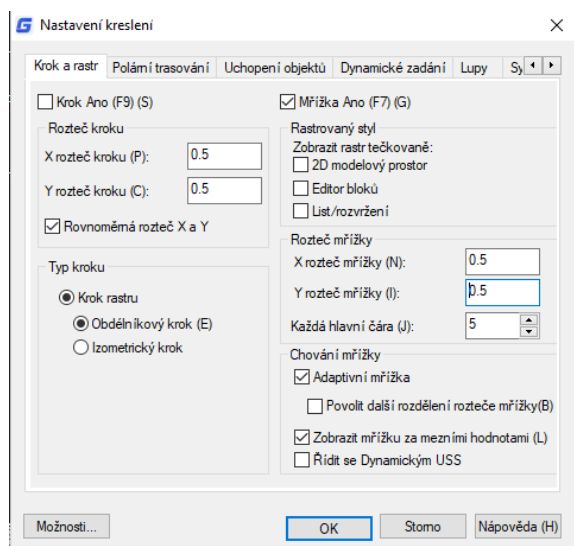 G Nastavení kreslení
Krok a rastr Polární trasování Uchopení objektů Dynamické zadání Lupy Sy
Krok Ano (F9) (S)
Rozteč kroku
X rozteč kroku (P): 0.5
Y rozteč kroku (C): 0.5
Rovnoměrná rozteč X a Y
Typ kroku
Krok rastru
Obdélníkový krok (E)
Izometrický krok
Mřížka Ano (F7) (G)
Rastrovaný styl
Zobrazit rastr tečkovaně:
2D modelový prostor
Editor bloků
List/rozvržení
Rozteč mřížky
X rozteč mřížky (N): 0.5
Y rozteč mřížky (I): 0.5
Každá hlavní čára (J): 5
Chování mřížky
Adaptivní mřížka
Povolit další rozdělení rozteče mřížky(B)
Zobrazit mřížku za mezními hodnotami (L)
Řídit se Dynamickým USS
Možnosti... OK Storno Nápověda (H)